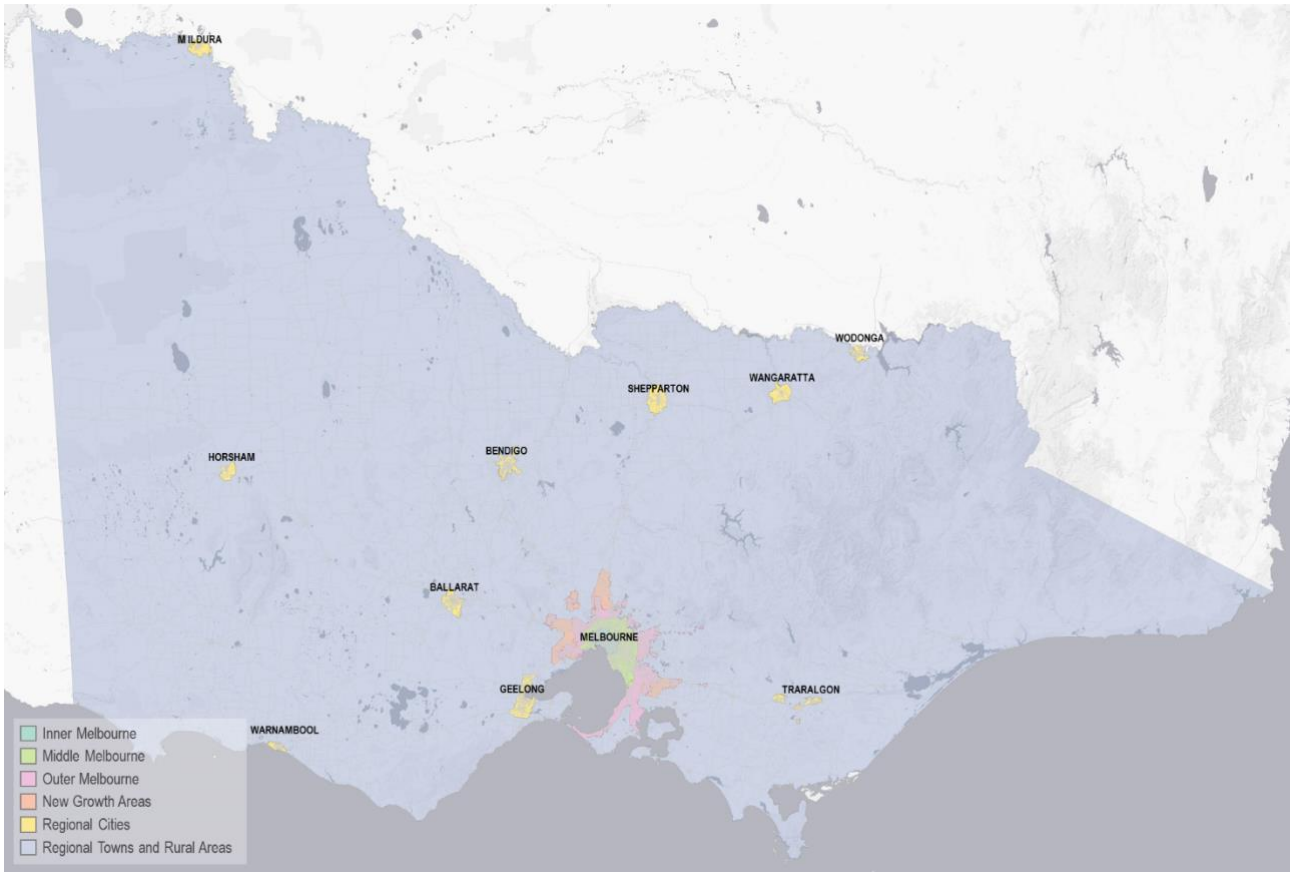 MILDURA
WODONGA
WANGARATTA
SHEPPARTON
BENDIGO
HORSHAM
BALLARAT
MELBOURNE
GEELONG
TRARALGON
WARNAMBOOL
Inner Melbourne
Middle Melbourne
Outer Melbourne
New Growth Areas
Regional Cities
Regional Towns and Rural Areas